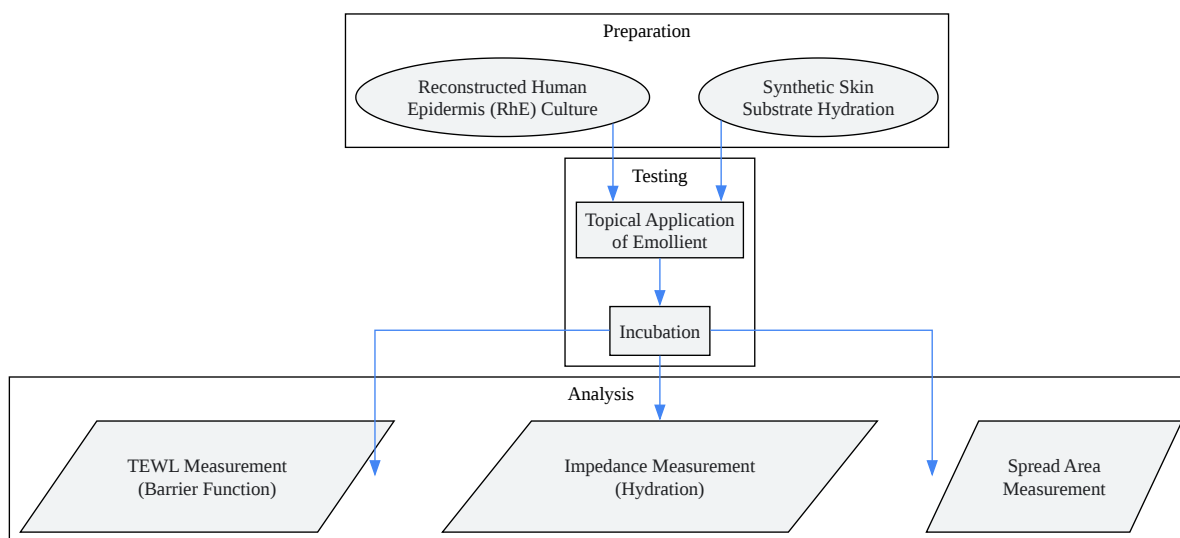 Preparation
Reconstructed Human
Epidermis (RhE) Culture
Synthetic Skin
Substrate Hydration
Testing
Topical Application
of Emollient
Incubation
Analysis
TEWL Measurement
(Barrier Function)
Impedance Measurement
(Hydration)
Spread Area
Measurement